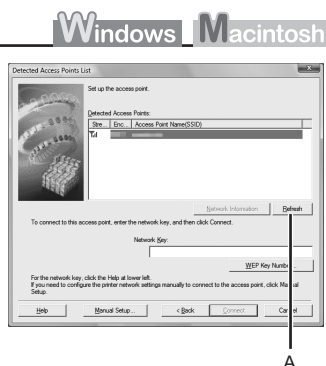 Windows Macintosh
Detected Access Points List
Set up the access point.
Detected Access Points:
Stre... Enc... Access Point Name(SSID)
Network Information Refresh
To connect to this access point, enter the network key, and then click Connect.
Network Key:
WEP Key Number...
For the network key, click the Help at lower left.
If you need to configure the printer network settings manually to connect to the access point, click Manual
Setup.
Help Manual Setup... < Back Connect Cancel
A